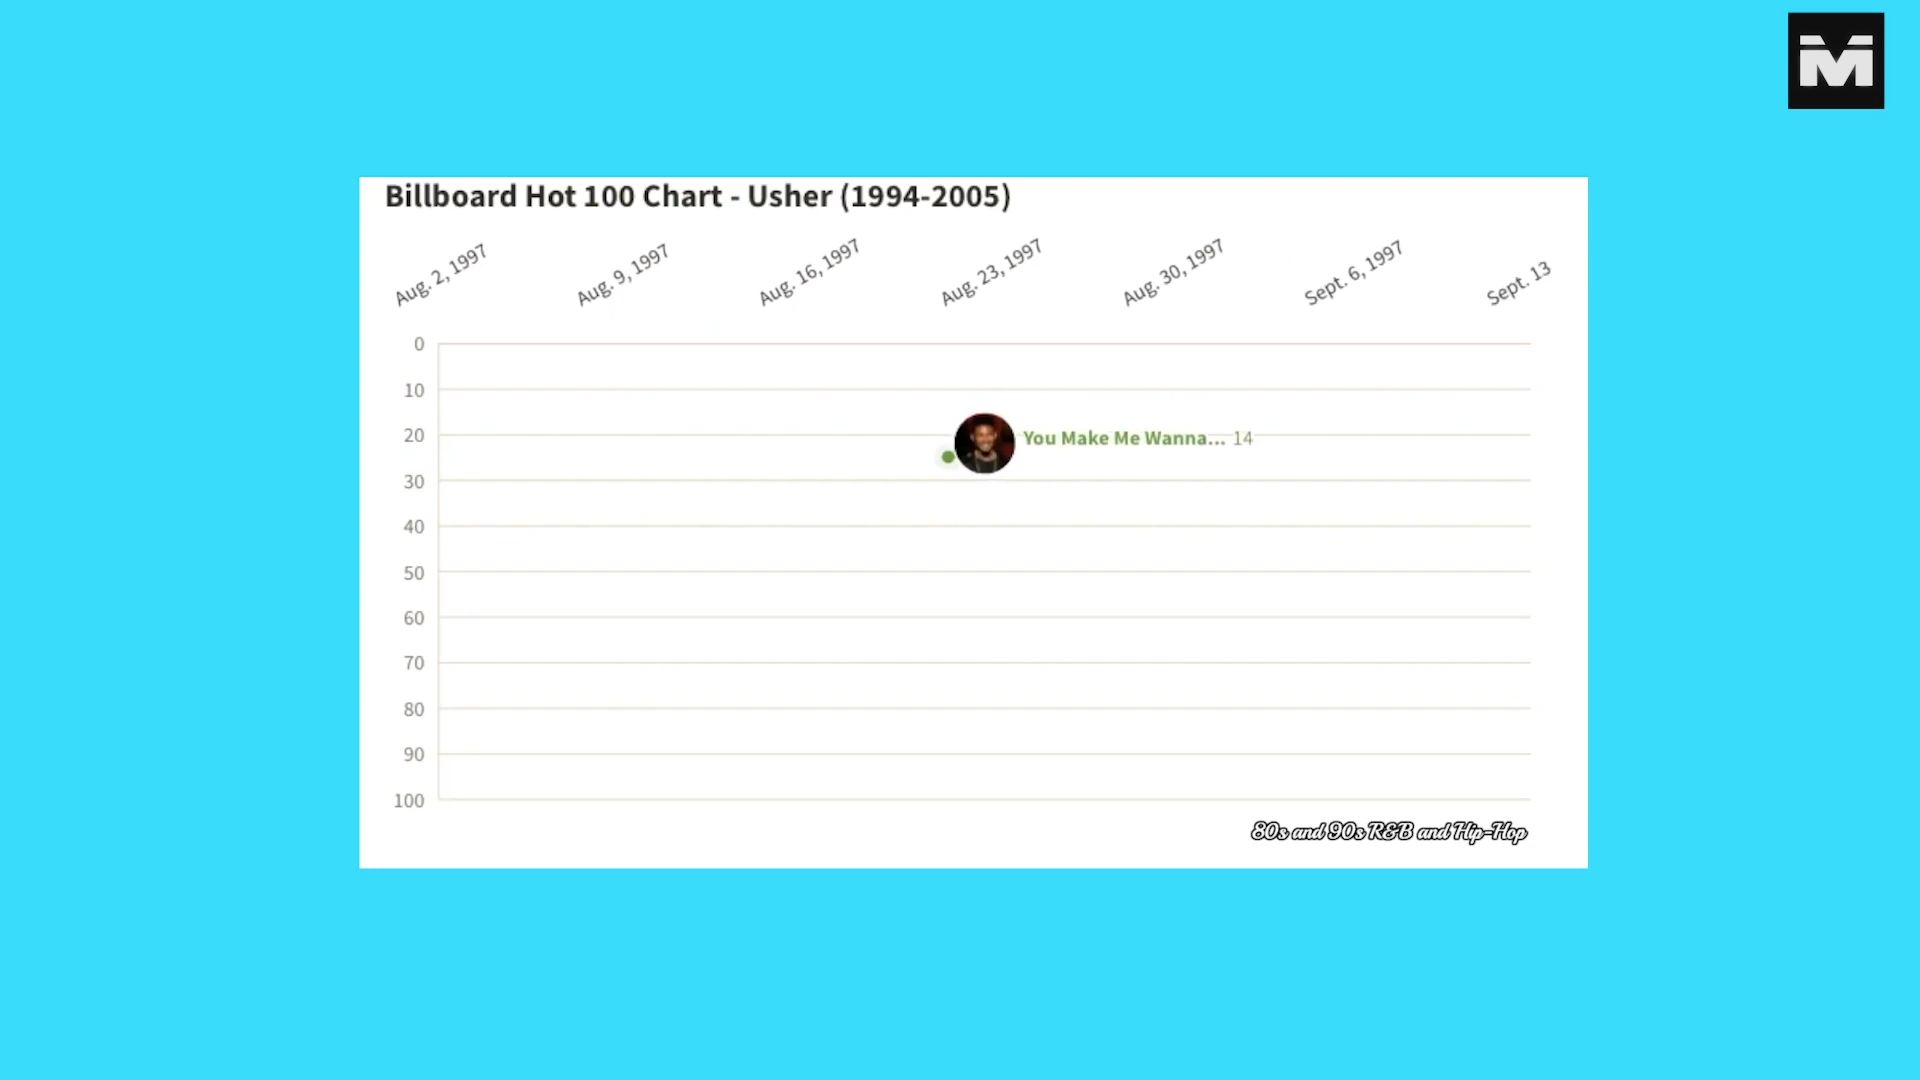 M
Billboard Hot 100 Chart - Usher (1994-2005)
Aug. 2, 1997
Aug. 9, 1997
Aug. 16, 1997
Aug. 23, 1997
Aug. 30, 1997
Sept. 6, 1997
Sept. 13
0
10
20
You Make Me Wanna... 14
30
40
50
60
70
80
90
100
80s and 90s R&B and Hip-Hop